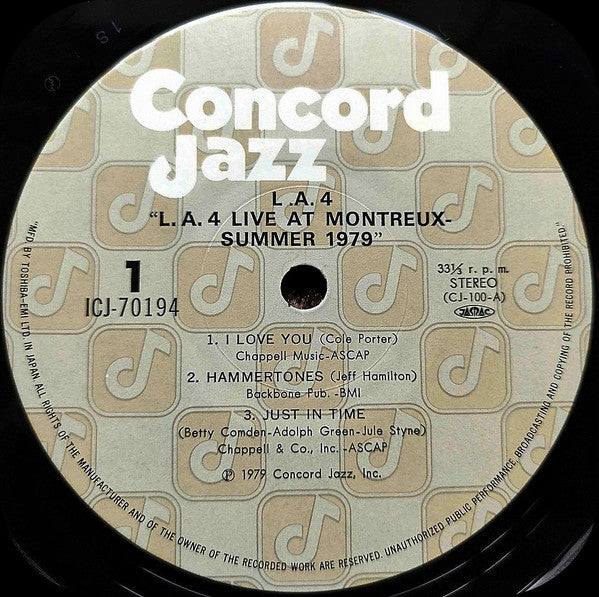 Concord
Jazz
L.A.4
"L.A.4 LIVE AT MONTREUX-
SUMMER 1979"
1
ICJ-70194
33⅓ r. p. m.
STEREO
(CJ-100-A)
JASRAC
1. I LOVE YOU (Cole Porter)
Chappell Music-ASCAP
2. HAMMERTONES (Jeff Hamilton)
Backbone Pub. -BMI
3. JUST IN TIME
(Betty Comden-Adolph Green-Jule Styne)
Chappell & Co., Inc. -ASCAP
Ⓟ 1979 Concord Jazz, Inc.
"MFD. BY TOSHIBA-EMI LTD. IN JAPAN. ALL RIGHTS OF THE MANUFACTURER AND OF THE OWNER OF THE RECORDED WORK ARE RESERVED. UNAUTHORIZED PUBLIC PERFORMANCE, BROADCASTING AND COPYING OF THE RECORD PROHIBITED."